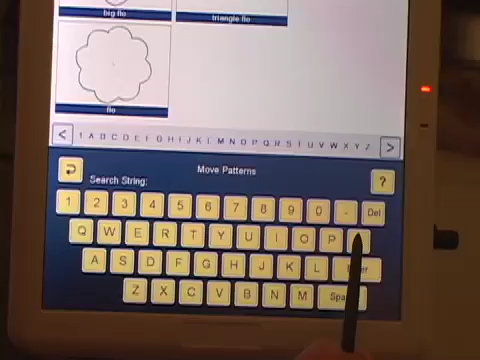 big flo
triangle flo
flo
< 1 A B C D E F G H I J K L M N O P Q R S T U V W X Y Z >
Move Patterns
?
Search String:
1 2 3 4 5 6 7 8 9 0 - Del
Q W E R T Y U I O P
A S D F G H J K L
Z X C V B N M